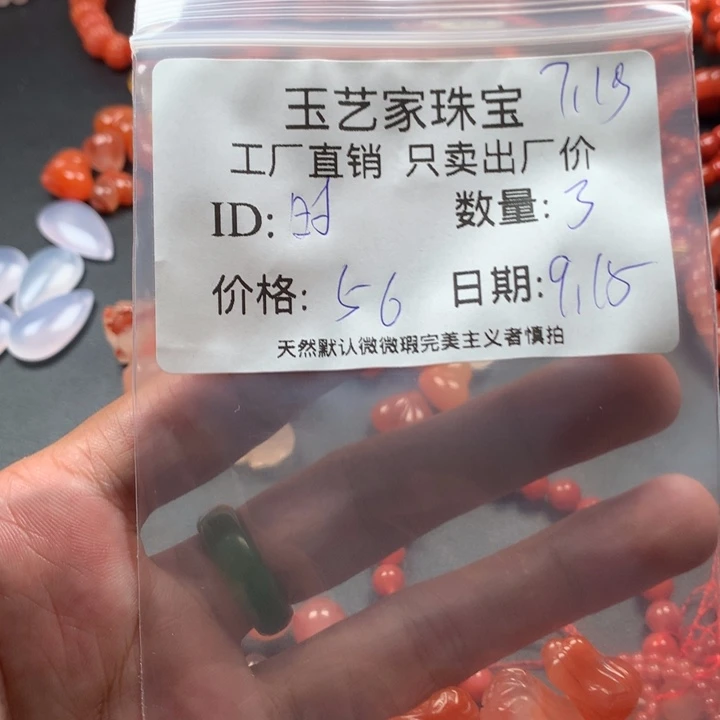 玉艺家珠宝 7.19
工厂直销 只卖出厂价
ID: 时 数量: 3
价格: 56 日期: 9.15
天然默认微微瑕完美主义者慎拍